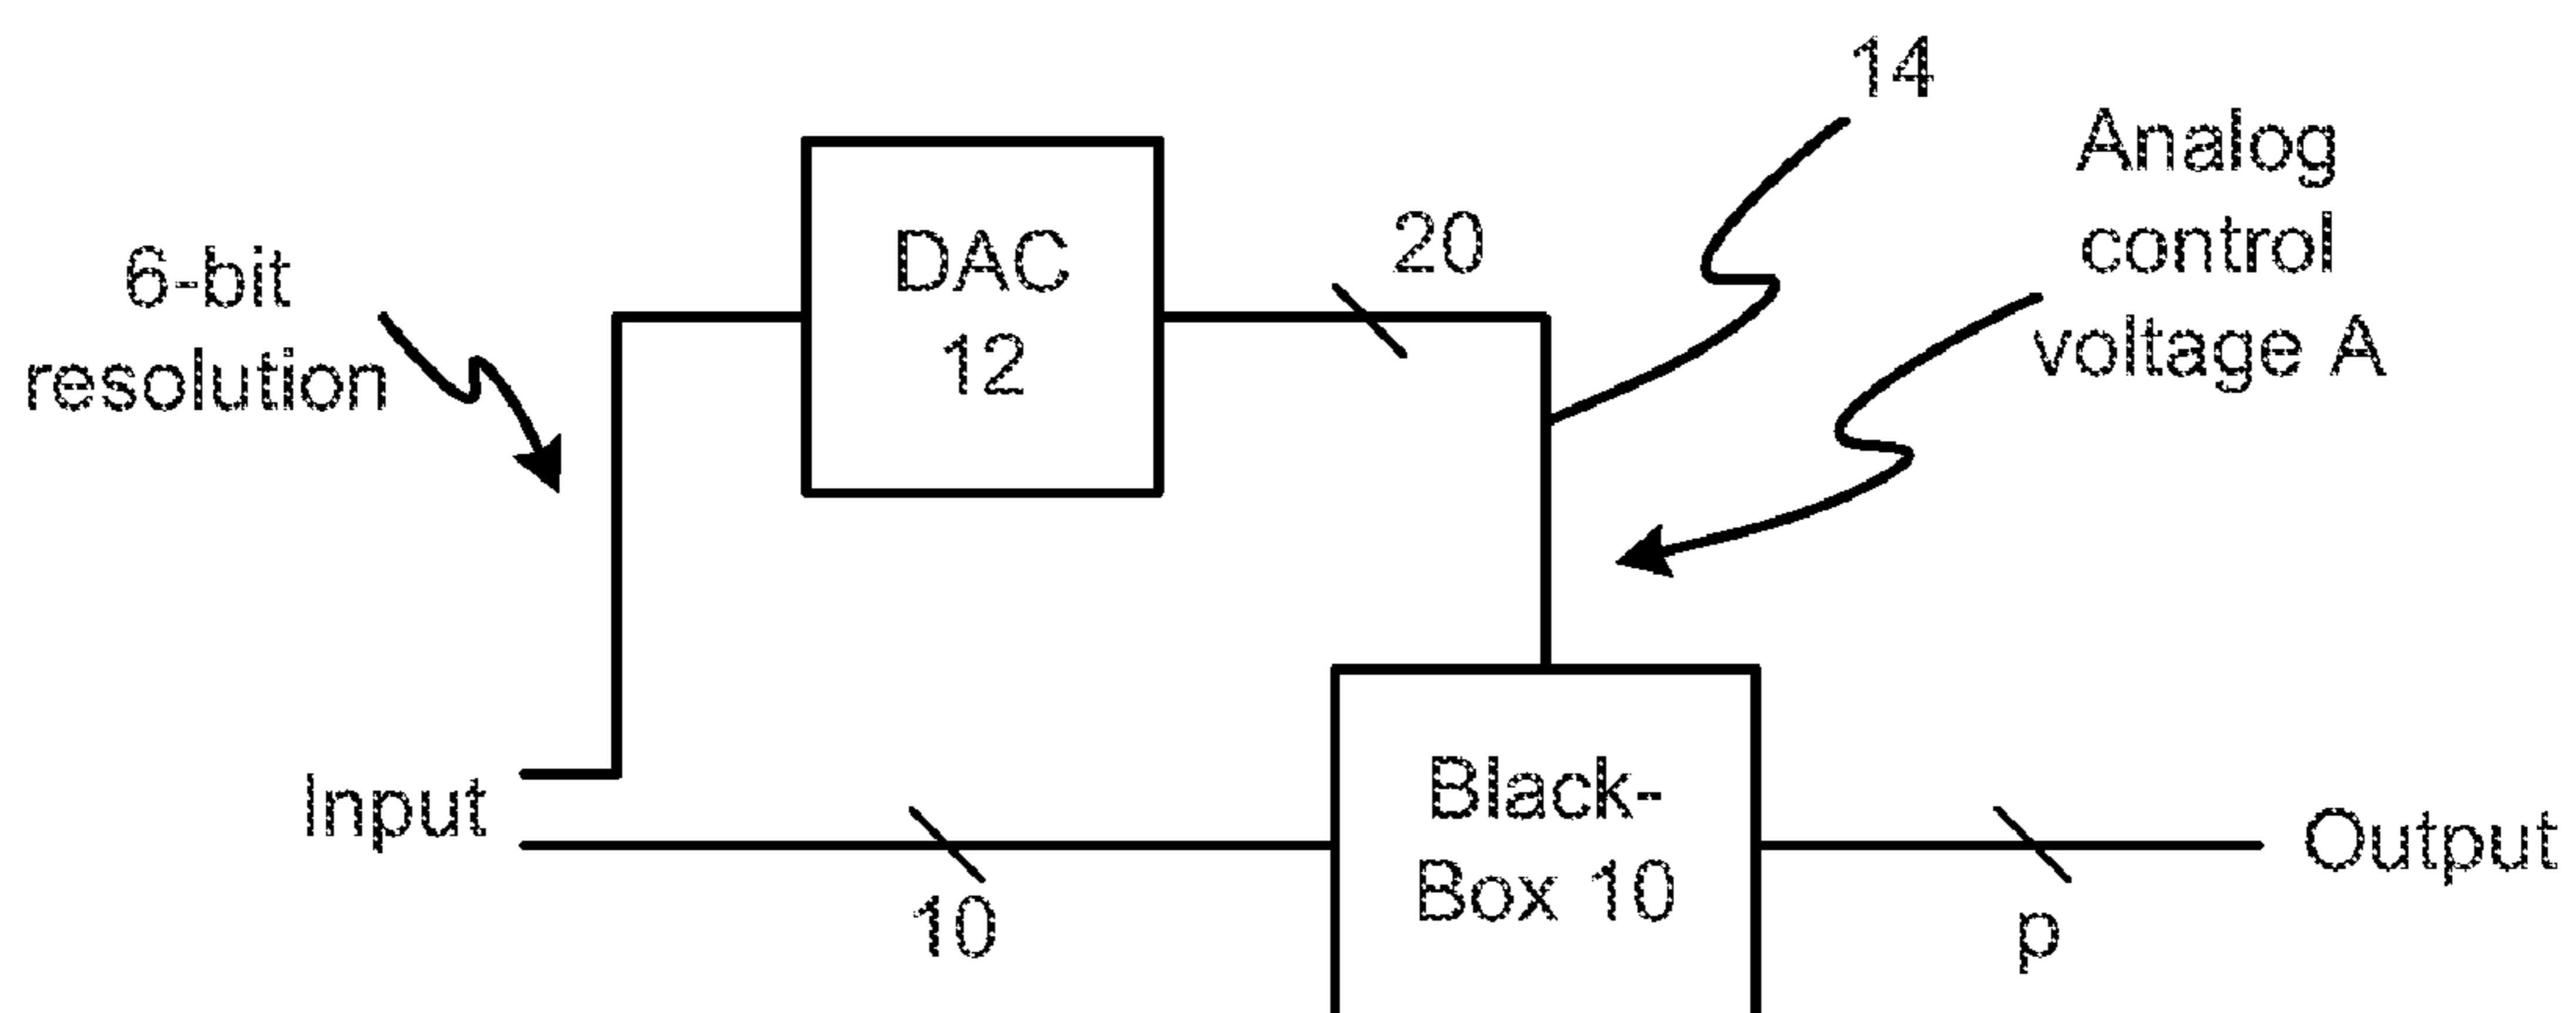 14
Analog
control
voltage A
20
DAC
12
6-bit
resolution
Input
10
Black-
Box 10
p
Output